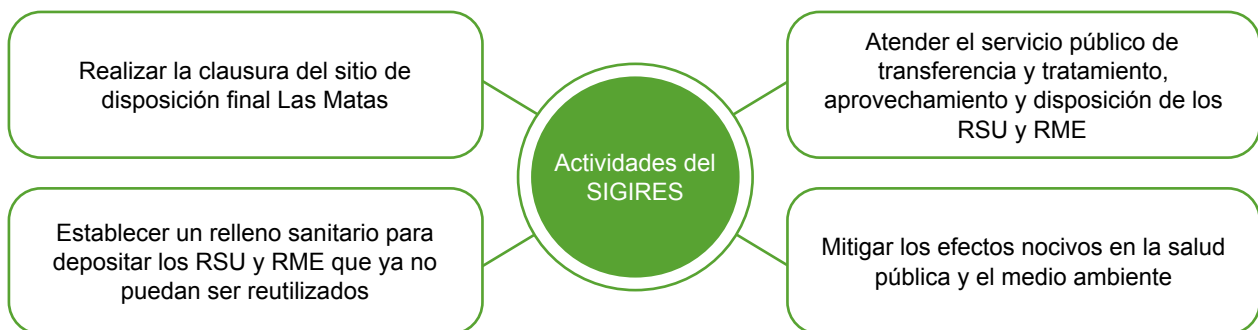 Realizar la clausura del sitio de
disposición final Las Matas
Atender el servicio público de
transferencia y tratamiento,
aprovechamiento y disposición de los
RSU y RME
Actividades del
SIGIRES
Establecer un relleno sanitario para
depositar los RSU y RME que ya no
puedan ser reutilizados
Mitigar los efectos nocivos en la salud
pública y el medio ambiente